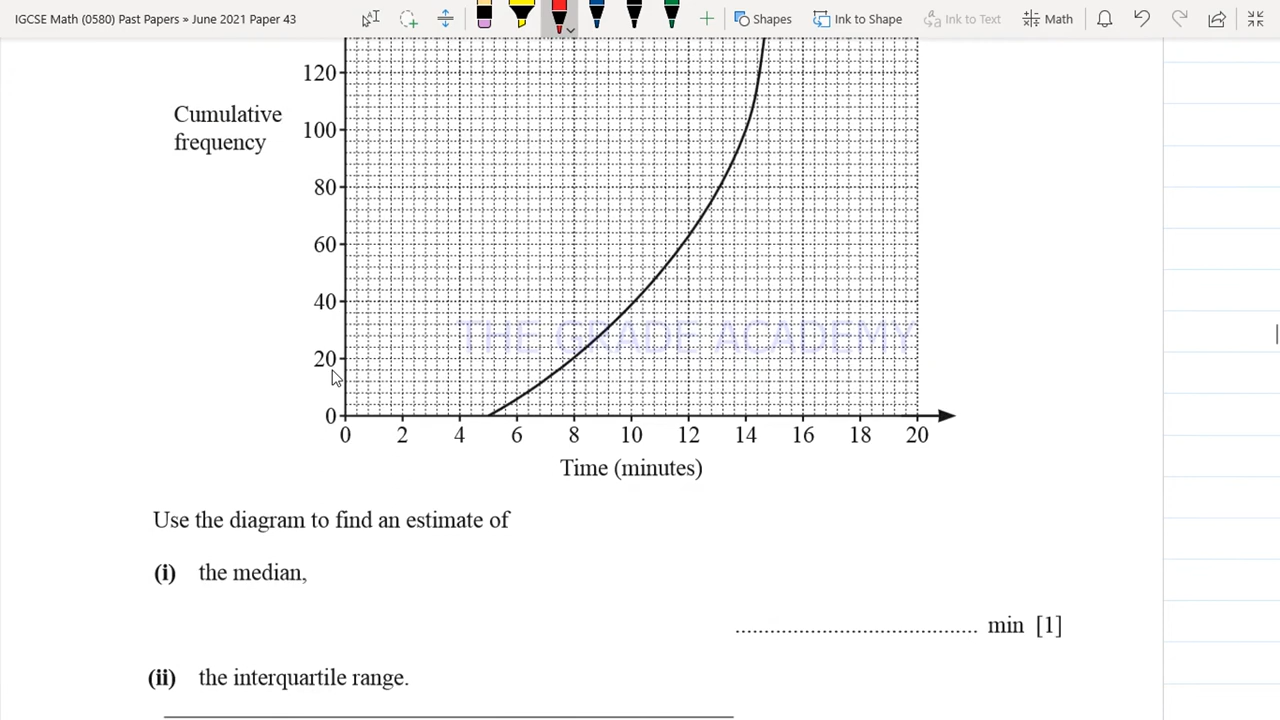 IGCSE Math (0580) Past Papers » June 2021 Paper 43
Shapes
Ink to Shape
Ink to Text
Math
120
Cumulative
frequency
100
80
60
40
THE GRADE ACADEMY
20
0
0 2 4 6 8 10 12 14 16 18 20
Time (minutes)
Use the diagram to find an estimate of
(i) the median,
........................................ min [1]
(ii) the interquartile range.